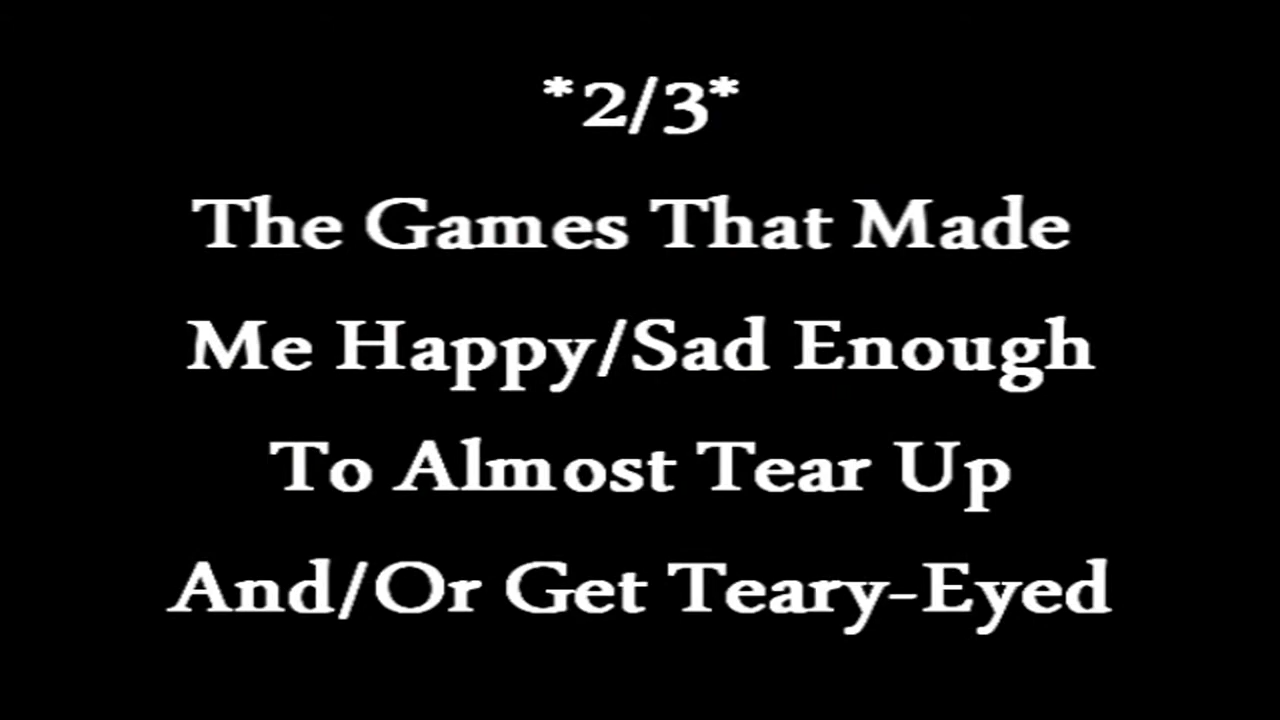 *2/3*
The Games That Made
Me Happy/Sad Enough
To Almost Tear Up
And/Or Get Teary-Eyed